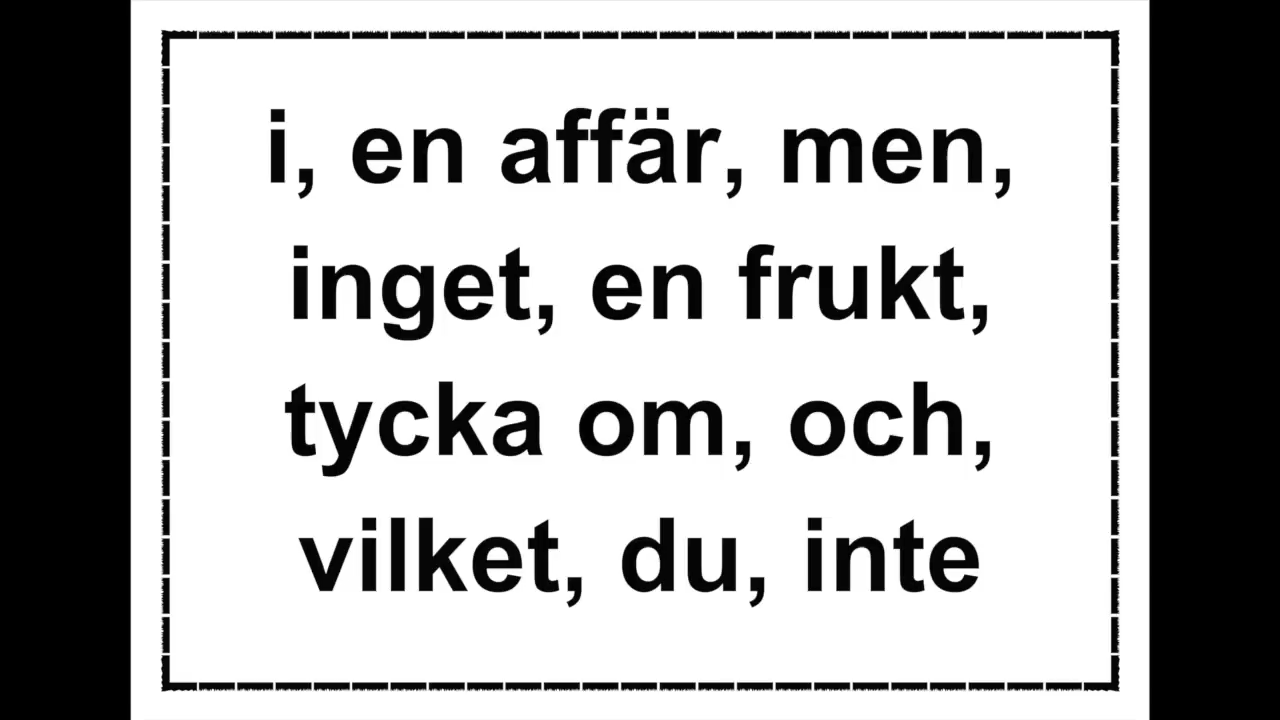 i, en affär, men,
inget, en frukt,
tycka om, och,
vilket, du, inte